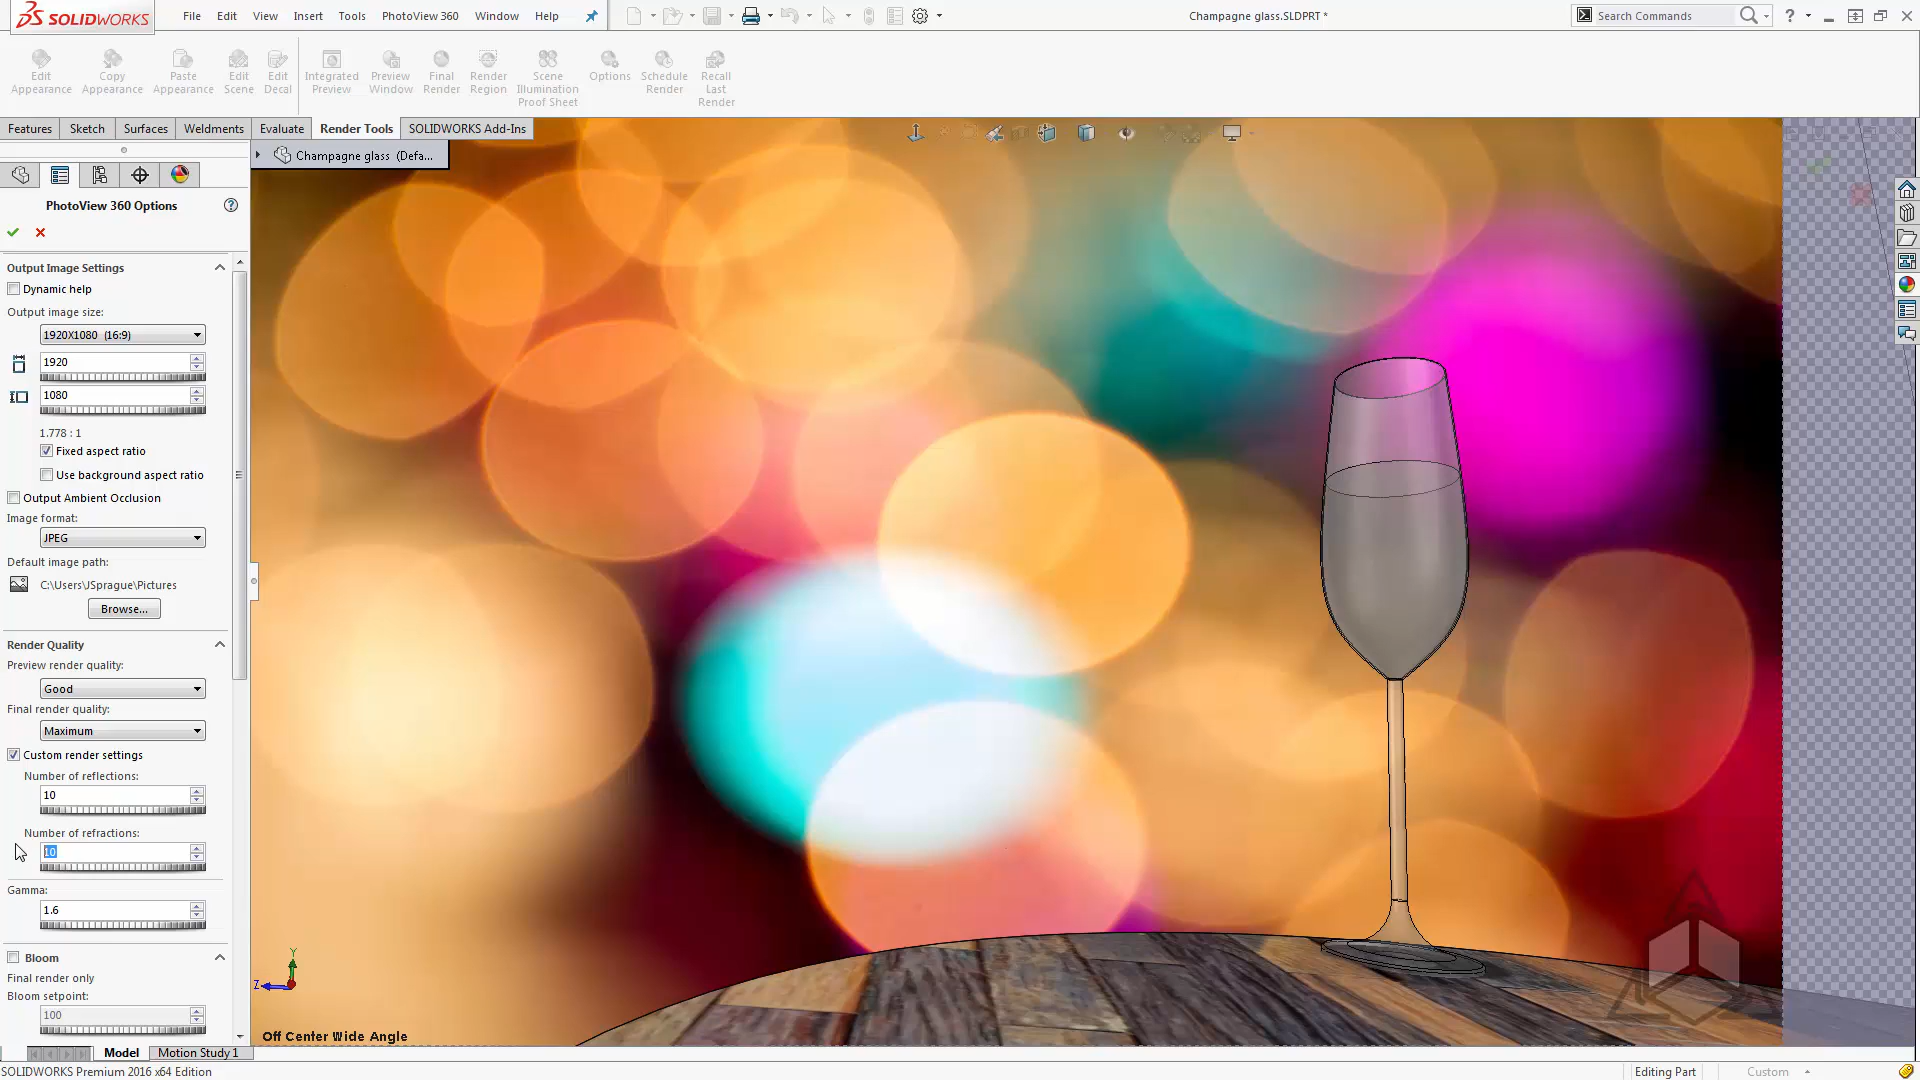 SOLIDWORKS
File Edit View Insert Tools PhotoView 360 Window Help
Champagne glass.SLDPRT *
Search Commands
Edit Appearance
Copy Appearance
Paste Appearance
Edit Scene
Edit Decal
Integrated Preview
Preview Window
Final Render
Render Region
Scene Illumination Proof Sheet
Options
Schedule Render
Recall Last Render
Features Sketch Surfaces Weldments Evaluate Render Tools SOLIDWORKS Add-Ins
Champagne glass (Defa...
PhotoView 360 Options
Output Image Settings
Dynamic help
Output image size:
1920X1080 (16:9)
1920
1080
1.778 : 1
Fixed aspect ratio
Use background aspect ratio
Output Ambient Occlusion
Image format:
JPEG
Default image path:
C:\Users\JSprague\Pictures
Browse...
Render Quality
Preview render quality:
Good
Final render quality:
Maximum
Custom render settings
Number of reflections:
10
Number of refractions:
10
Gamma:
1.6
Bloom
Final render only
Bloom setpoint:
100
Y
Z
Off Center Wide Angle
Model Motion Study 1
SOLIDWORKS Premium 2016 x64 Edition
Editing Part
Custom